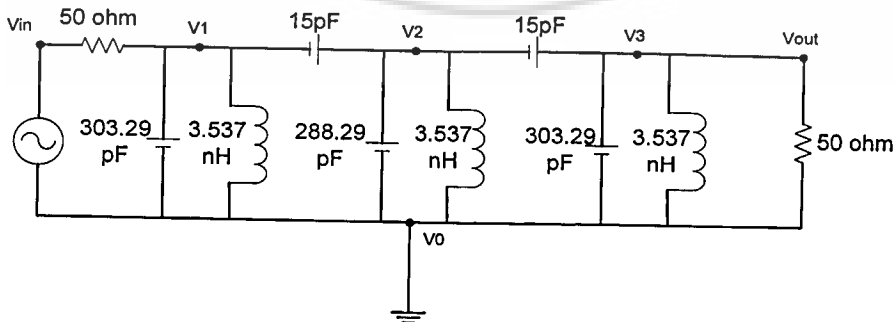 Vin
50 ohm
V1
15pF
V2
15pF
V3
Vout
303.29
pF
3.537
nH
288.29
pF
3.537
nH
303.29
pF
3.537
nH
50 ohm
V0